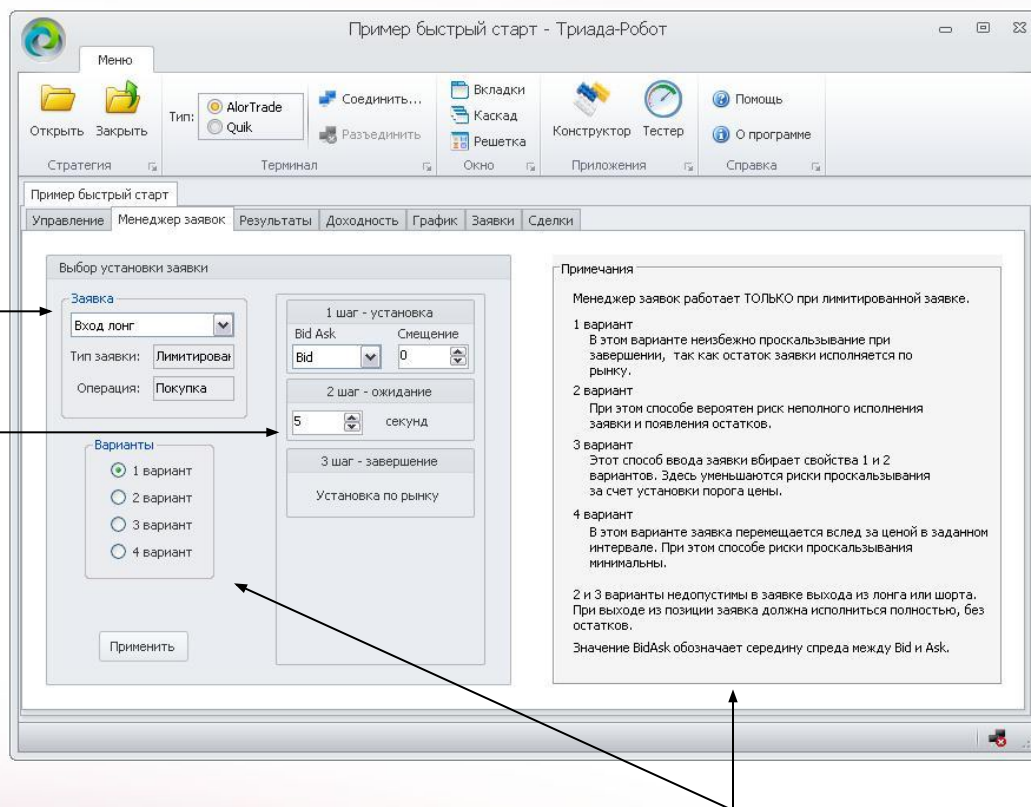 Пример быстрый старт - Триада-Робот
Меню
Открыть
Закрыть
Стратегия
Тип:
AlorTrade
Quik
Соединить...
Разъединить
Терминал
Вкладки
Каскад
Решетка
Окно
Конструктор
Тестер
Приложения
Помощь
О программе
Справка
Пример быстрый старт
Управление Менеджер заявок Результаты Доходность График Заявки Сделки
Выбор установки заявки
Заявка
Вход лонг
Тип заявки: Лимитирован
Операция: Покупка
Варианты
1 вариант
2 вариант
3 вариант
4 вариант
Применить
1 шаг - установка
Bid Ask Смещение
Bid 0
2 шаг - ожидание
5 секунд
3 шаг - завершение
Установка по рынку
Примечания
Менеджер заявок работает ТОЛЬКО при лимитированной заявке.
1 вариант
В этом варианте неизбежно проскальзывание при
завершении, так как остаток заявки исполняется по
рынку.
2 вариант
При этом способе вероятен риск неполного исполнения
заявки и появления остатков.
3 вариант
Этот способ ввода заявки вбирает свойства 1 и 2
вариантов. Здесь уменьшаются риски проскальзывания
за счет установки порога цены.
4 вариант
В этом варианте заявка перемещается вслед за ценой в заданном
интервале. При этом способе риски проскальзывания
минимальны.
2 и 3 варианты недопустимы в заявке выхода из лонга или шорта.
При выходе из позиции заявка должна исполниться полностью, без
остатков.
Значение BidAsk обозначает середину спреда между Bid и Ask.